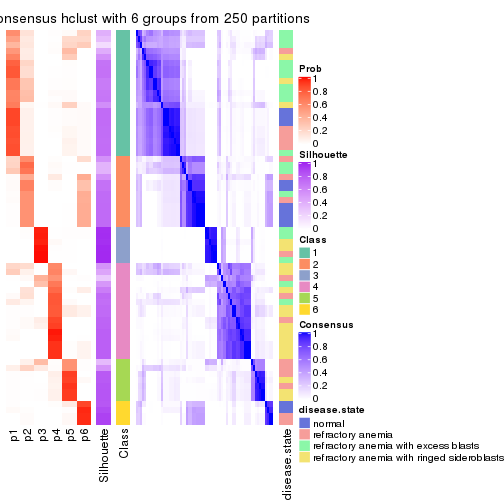 onsensus hclust with 6 groups from 250 partitions
Prob
1
0.8
0.6
0.4
0.2
0
Silhouette
1
0.8
0.6
0.4
0.2
0
Class
1
2
3
4
5
6
Consensus
1
0.8
0.6
0.4
0.2
0
disease.state
normal
refractory anemia
refractory anemia with excess blasts
refractory anemia with ringed sideroblasts
p1
p2
p3
p4
p5
p6
Silhouette
Class
disease.state